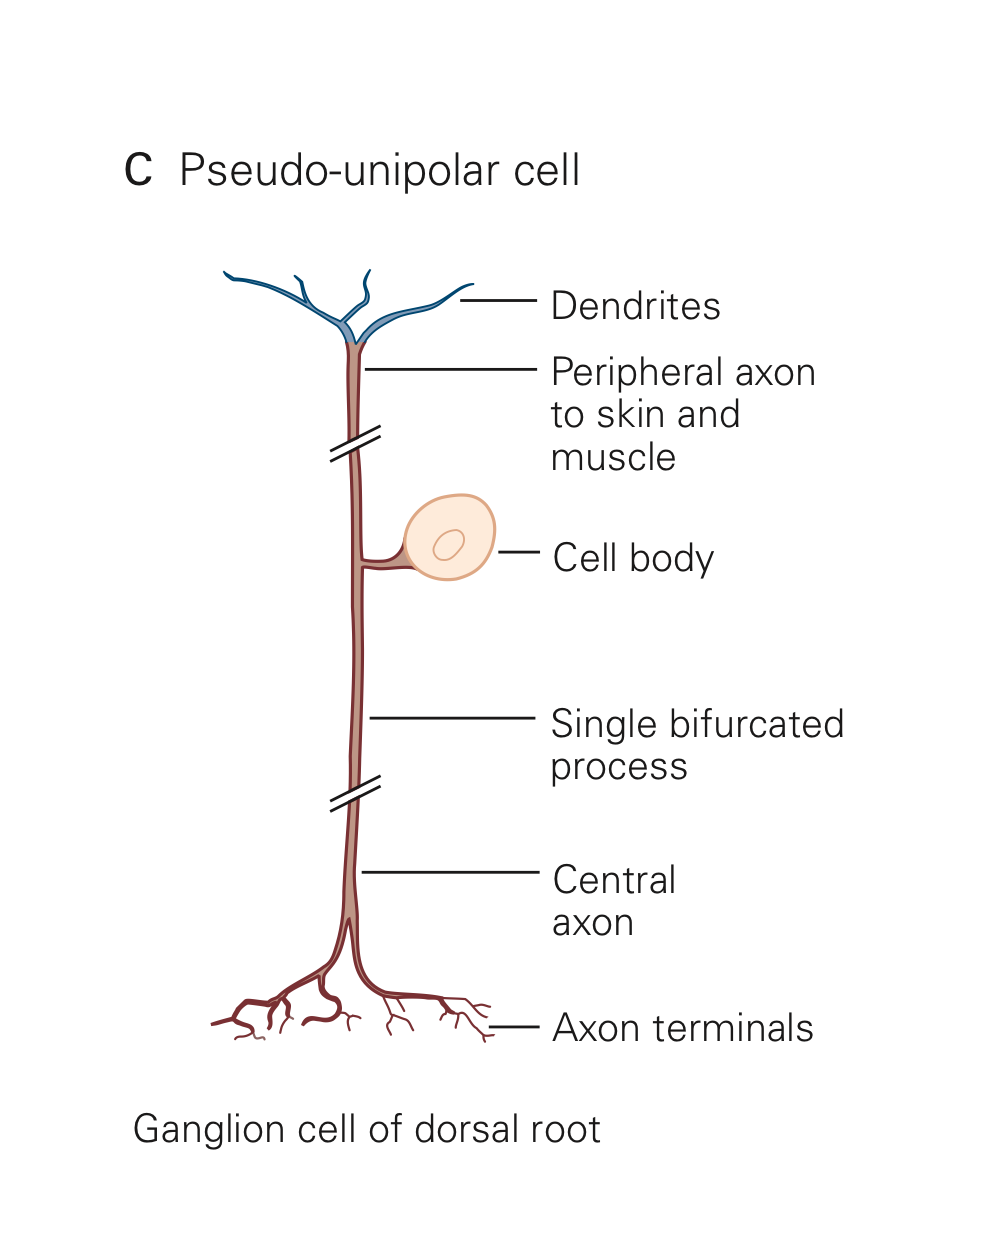 C Pseudo-unipolar cell
Dendrites
Peripheral axon
to skin and
muscle
Cell body
Single bifurcated
process
Central
axon
Axon terminals
Ganglion cell of dorsal root